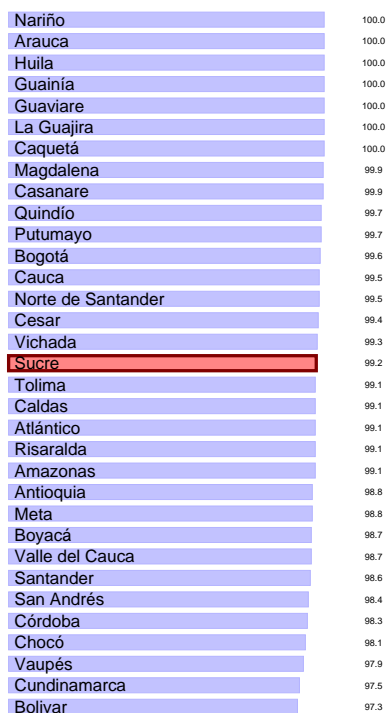 Nariño 100.0
Arauca 100.0
Huila 100.0
Guainía 100.0
Guaviare 100.0
La Guajira 100.0
Caquetá 100.0
Magdalena 99.9
Casanare 99.9
Quindío 99.7
Putumayo 99.7
Bogotá 99.6
Cauca 99.5
Norte de Santander 99.5
Cesar 99.4
Vichada 99.3
Sucre 99.2
Tolima 99.1
Caldas 99.1
Atlántico 99.1
Risaralda 99.1
Amazonas 99.1
Antioquia 98.8
Meta 98.8
Boyacá 98.7
Valle del Cauca 98.7
Santander 98.6
San Andrés 98.4
Córdoba 98.3
Chocó 98.1
Vaupés 97.9
Cundinamarca 97.5
Bolivar 97.3